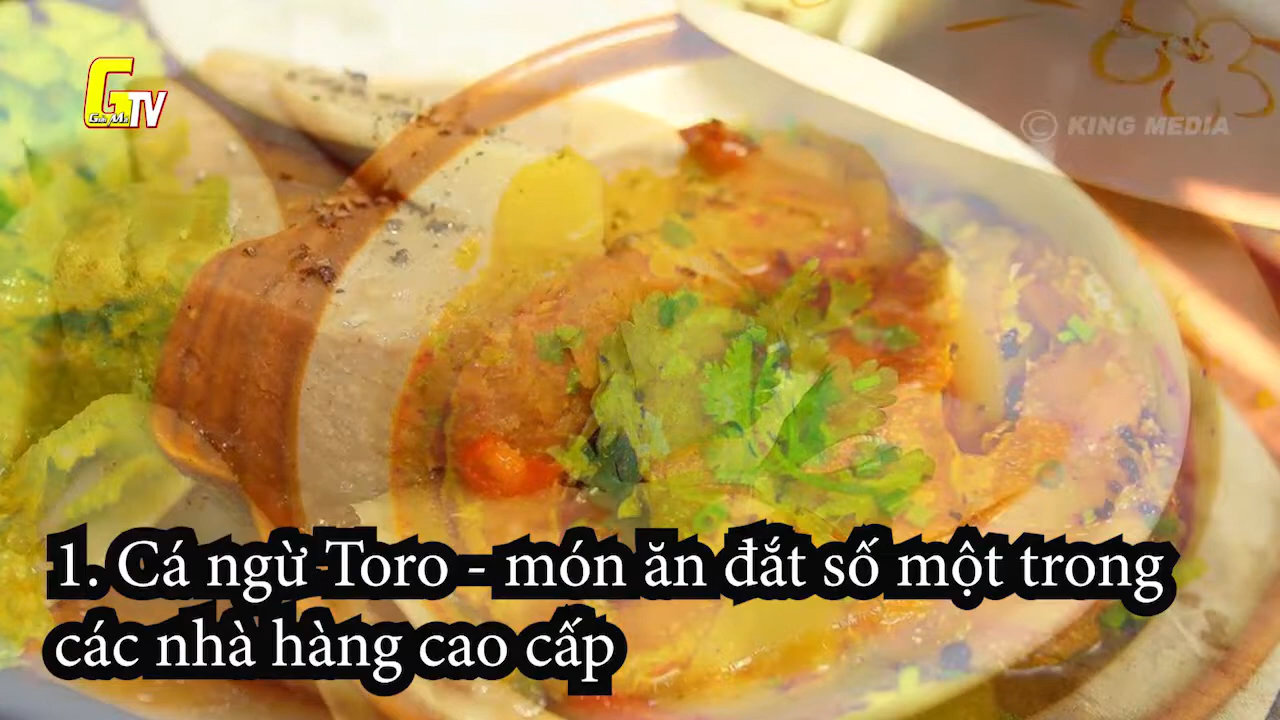 GTV
© KING MEDIA
1. Cá ngừ Toro - món ăn đắt số một trong
các nhà hàng cao cấp